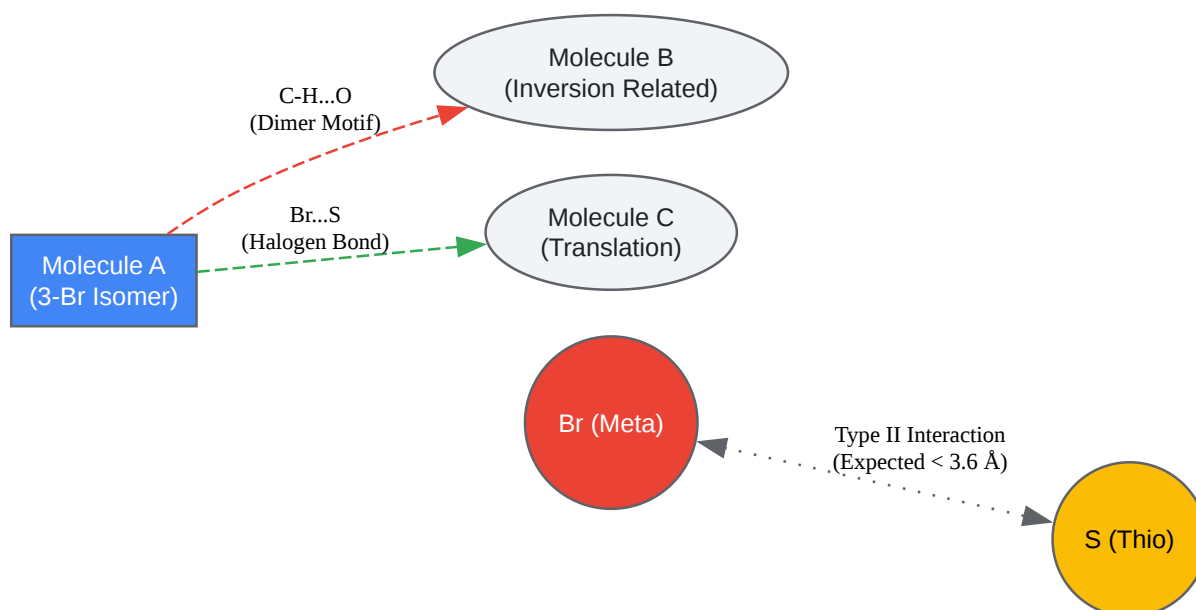 Molecule B
(Inversion Related)
C-H...O
(Dimer Motif)
Molecule C
(Translation)
Br...S
(Halogen Bond)
Molecule A
(3-Br Isomer)
Br (Meta)
Type II Interaction
(Expected < 3.6 Å)
S (Thio)